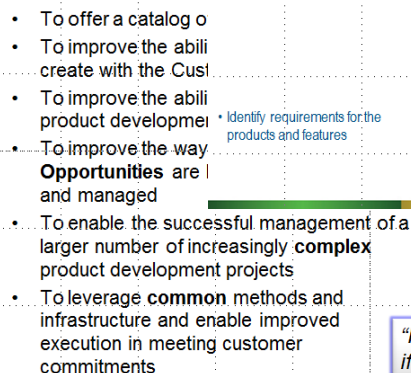 • To offer a catalog o
• To improve the abili
create with the Cust
• To improve the abili
product developme
• To improve the way
Opportunities are
and managed
• To enable the successful management of a
larger number of increasingly complex
product development projects
• To leverage common methods and
infrastructure and enable improved
execution in meeting customer
commitments
• Identify requirements for the
products and features
"
if